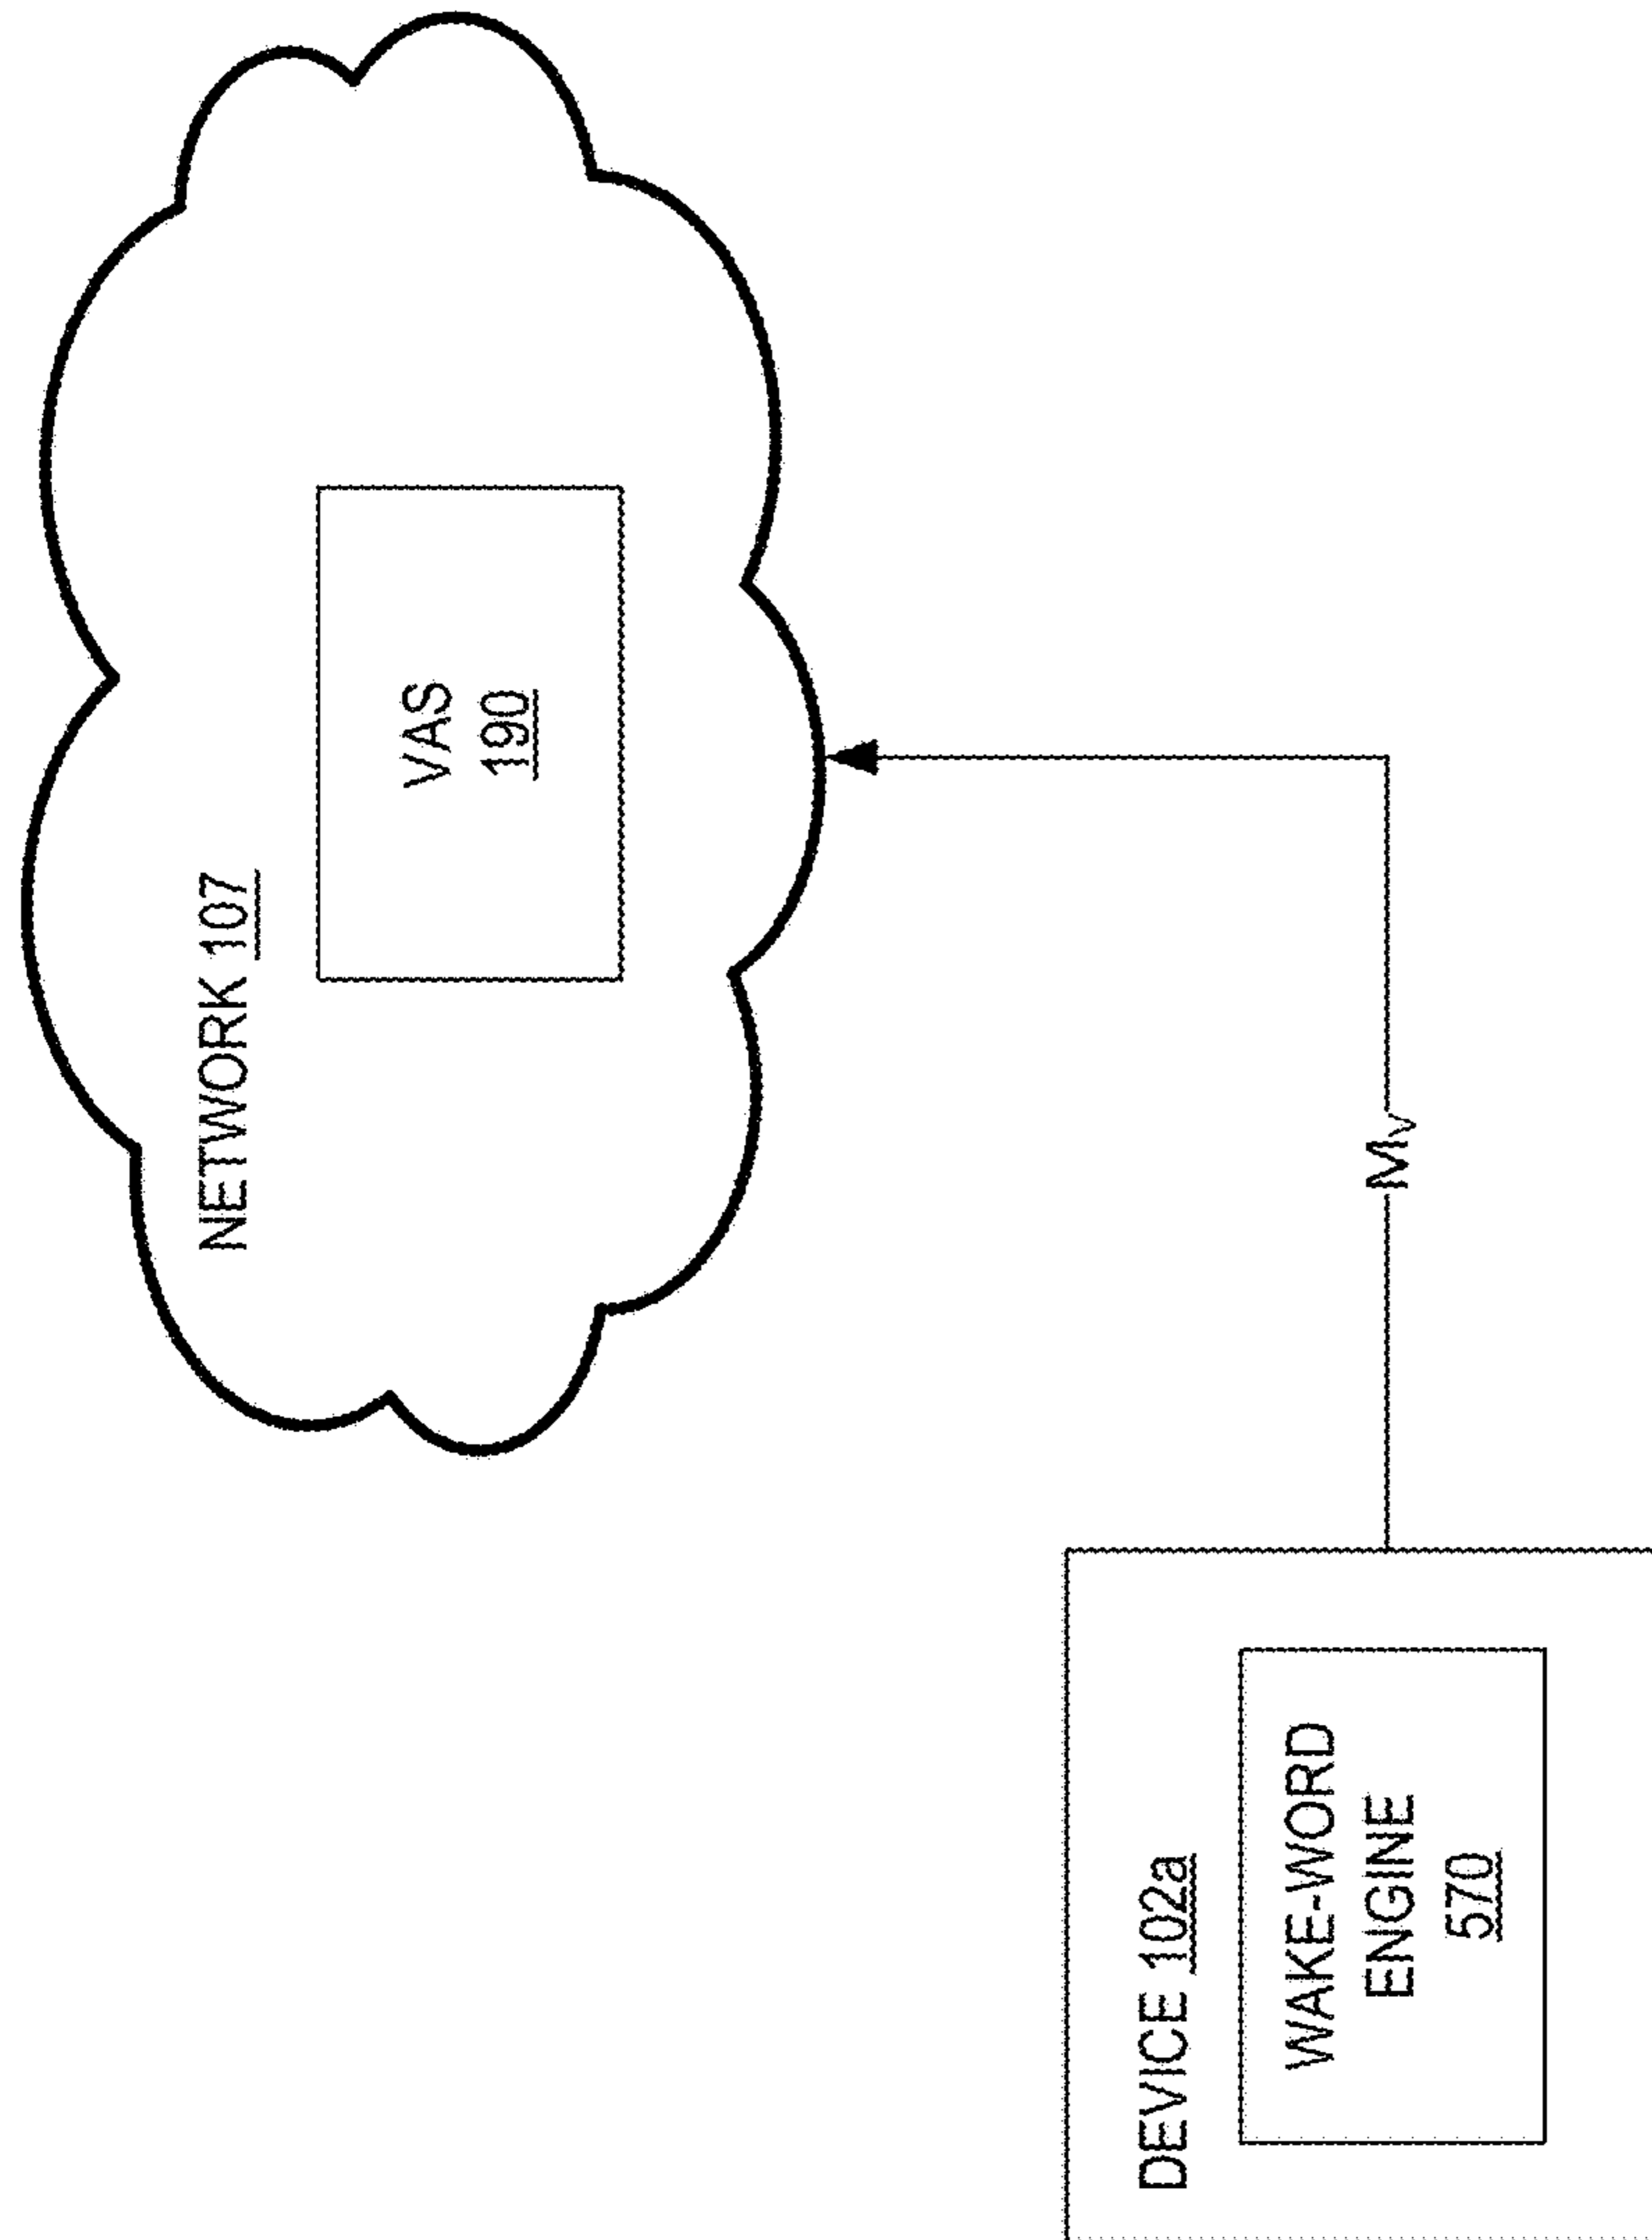 NETWORK 107
VAS
190
MV
DEVICE 102a
WAKE-WORD
ENGINE
570